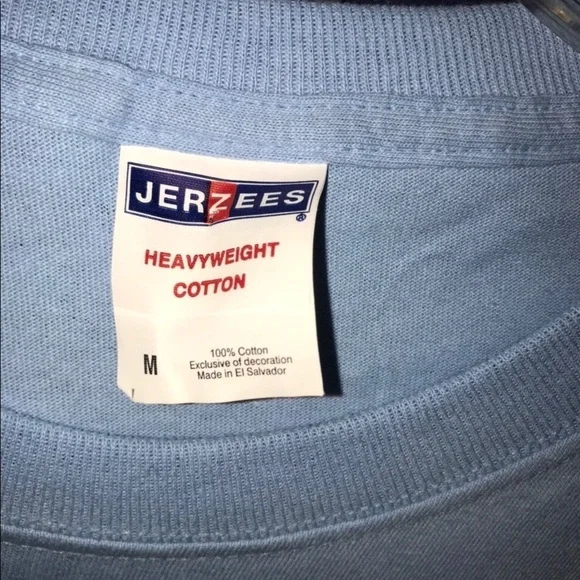 JERZEES
®
HEAVYWEIGHT
COTTON
M
100% Cotton
Exclusive of decoration
Made in El Salvador